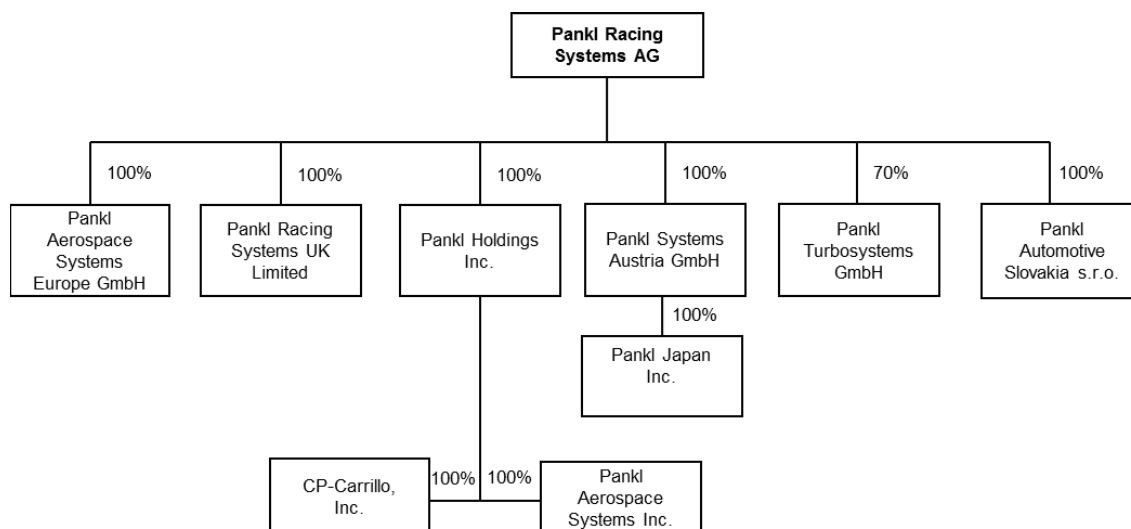 Pankl Racing
Systems AG
100%
100%
100%
100%
70%
100%
Pankl
Aerospace
Systems
Europe GmbH
Pankl Racing
Systems UK
Limited
Pankl Holdings
Inc.
Pankl Systems
Austria GmbH
Pankl
Turbosystems
GmbH
Pankl
Automotive
Slovakia s.r.o.
100%
Pankl Japan
Inc.
CP-Carrillo,
Inc.
100%
100%
Pankl
Aerospace
Systems Inc.